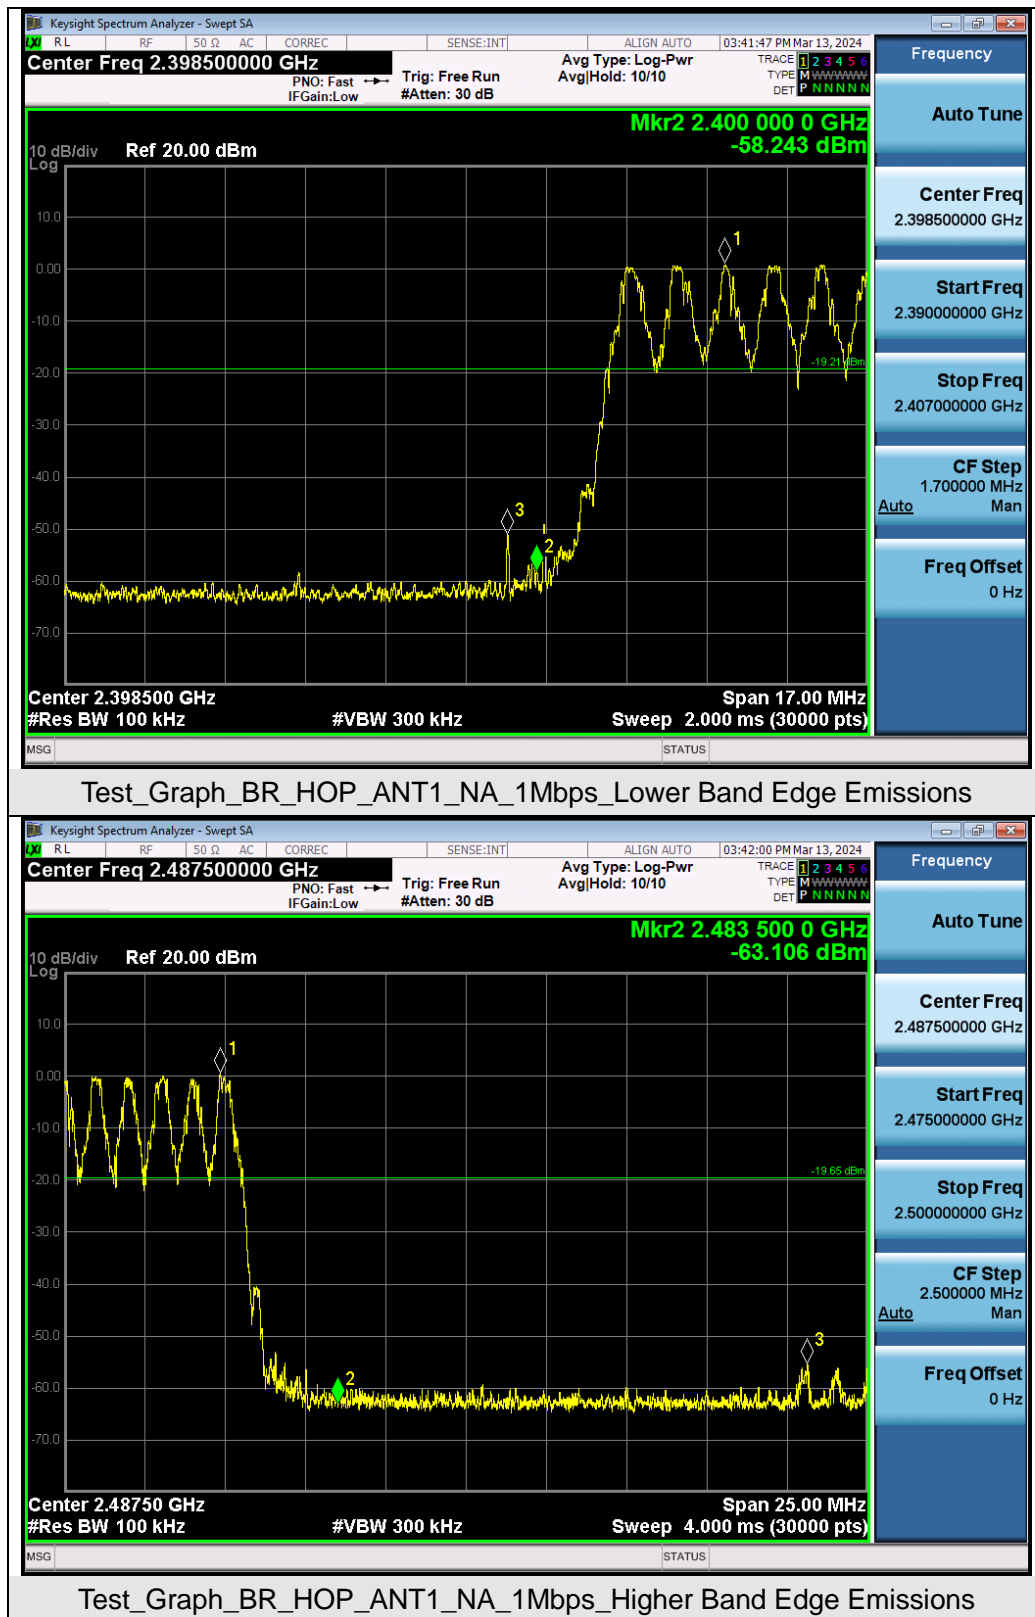 Keysight Spectrum Analyzer - Swept SA
LXI RL RF 50 Ω AC CORREC SENSE:INT ALIGN AUTO 03:41:47 PM Mar 13, 2024
Center Freq 2.398500000 GHz
PNO: Fast
IFGain:Low
Trig: Free Run
#Atten: 30 dB
Avg Type: Log-Pwr
Avg|Hold: 10/10
TRACE 1 2 3 4 5 6
TYPE M WWWWW
DET P N N N N N
Mkr2 2.400 000 0 GHz
-58.243 dBm
10 dB/div Ref 20.00 dBm
Log
10.0
0.00
-10.0
-20.0
-30.0
-40.0
-50.0
-60.0
-70.0
1
-19.21 dBm
3
2
Center 2.398500 GHz
Span 17.00 MHz
#Res BW 100 kHz #VBW 300 kHz Sweep 2.000 ms (30000 pts)
MSG STATUS
Frequency
Auto Tune
Center Freq
2.398500000 GHz
Start Freq
2.390000000 GHz
Stop Freq
2.407000000 GHz
CF Step
1.700000 MHz
Auto Man
Freq Offset
0 Hz
Test_Graph_BR_HOP_ANT1_NA_1Mbps_Lower Band Edge Emissions
Keysight Spectrum Analyzer - Swept SA
LXI RL RF 50 Ω AC CORREC SENSE:INT ALIGN AUTO 03:42:00 PM Mar 13, 2024
Center Freq 2.487500000 GHz
PNO: Fast
IFGain:Low
Trig: Free Run
#Atten: 30 dB
Avg Type: Log-Pwr
Avg|Hold: 10/10
TRACE 1 2 3 4 5 6
TYPE M WWWWW
DET P N N N N N
Mkr2 2.483 500 0 GHz
-63.106 dBm
10 dB/div Ref 20.00 dBm
Log
10.0
0.00
-10.0
-20.0
-30.0
-40.0
-50.0
-60.0
-70.0
1
-19.65 dBm
3
2
Center 2.48750 GHz
Span 25.00 MHz
#Res BW 100 kHz #VBW 300 kHz Sweep 4.000 ms (30000 pts)
MSG STATUS
Frequency
Auto Tune
Center Freq
2.487500000 GHz
Start Freq
2.475000000 GHz
Stop Freq
2.500000000 GHz
CF Step
2.500000 MHz
Auto Man
Freq Offset
0 Hz
Test_Graph_BR_HOP_ANT1_NA_1Mbps_Higher Band Edge Emissions